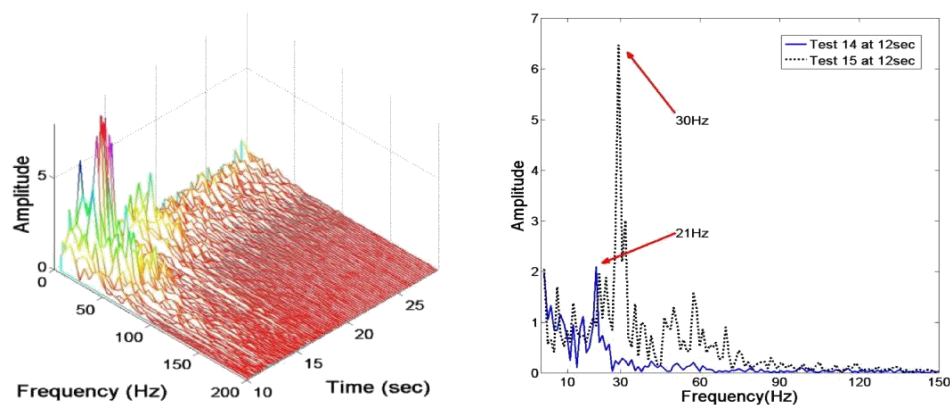 Amplitude
5
0
0
50
100
150
200
Frequency (Hz)
10
15
20
25
Time (sec)
7
6
5
4
3
2
1
0
Amplitude
Test 14 at 12sec
Test 15 at 12sec
30Hz
21Hz
10
30
60
90
120
150
Frequency(Hz)